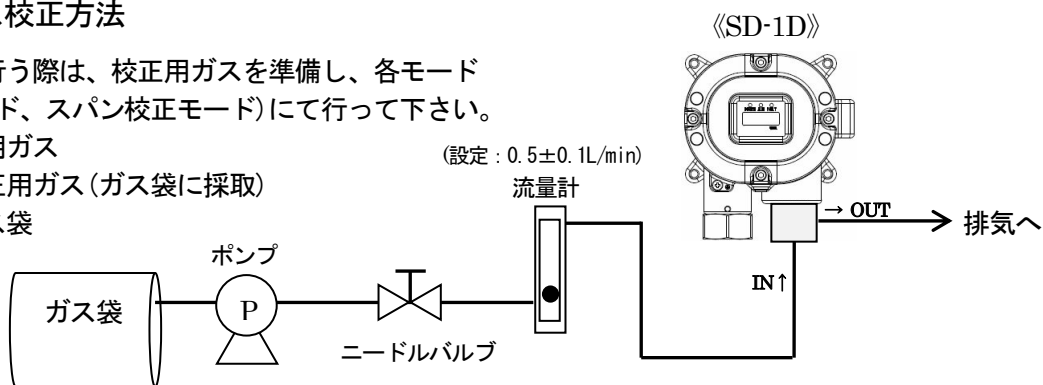 ス校正方法
行う際は、校正用ガスを準備し、各モード
ド、スパン校正モード)にて行って下さい。
用ガス
正用ガス(ガス袋に採取)
ス袋
《SD-1D》
(設定:0.5±0.1L/min)
流量計
→ OUT
排気へ
IN↑
ポンプ
P
ガス袋
ニードルバルブ